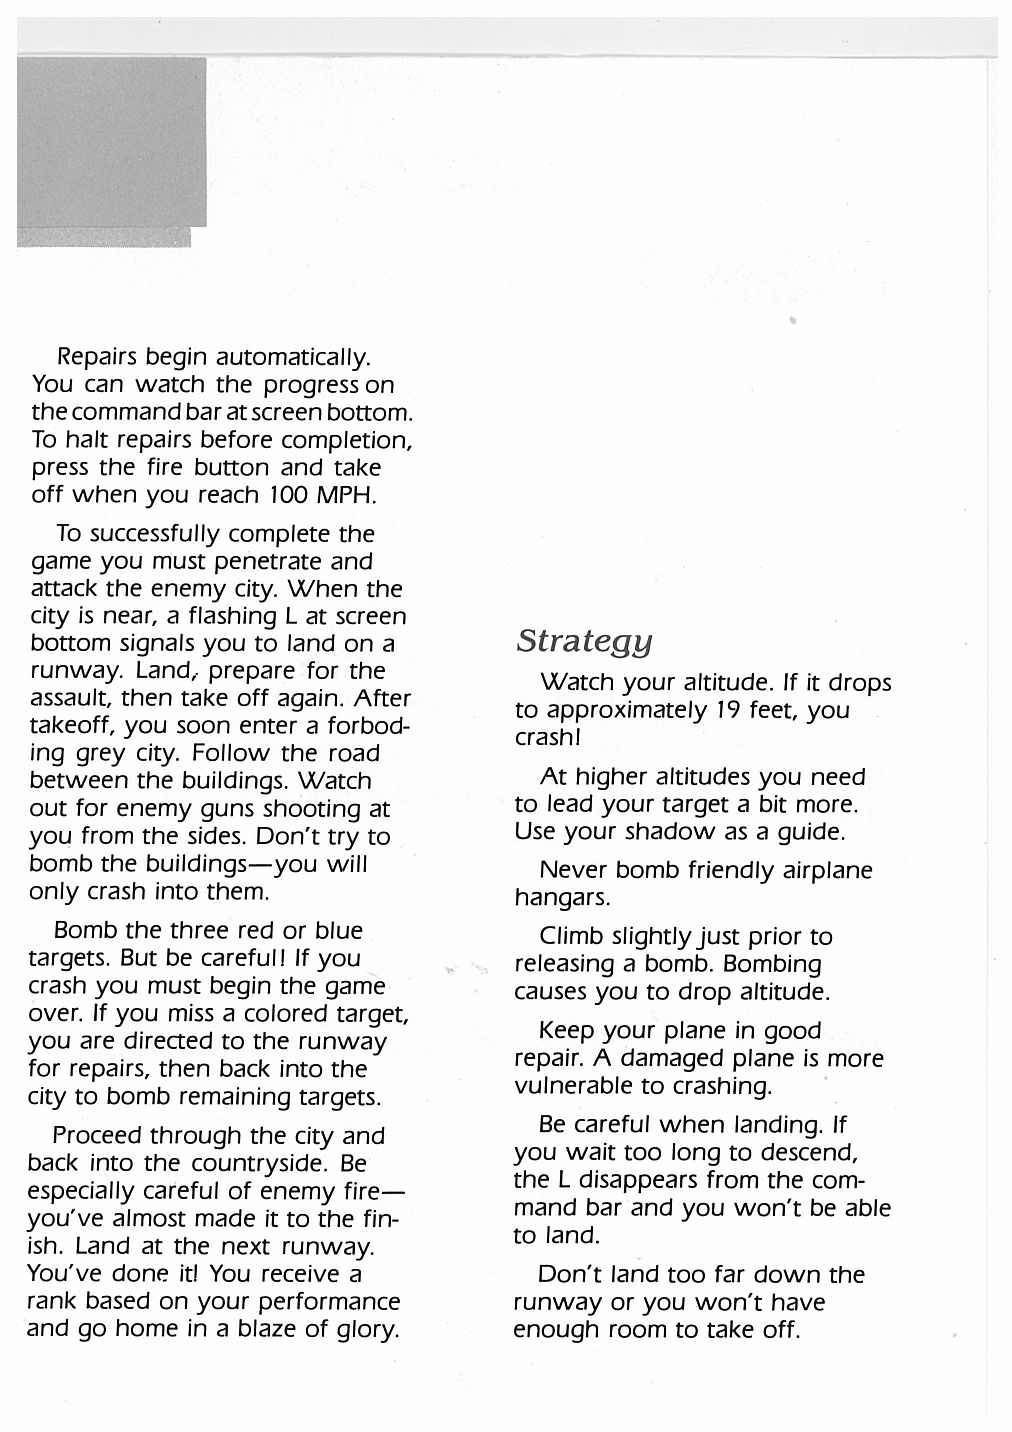 Repairs begin automatically.
You can watch the progress on
the command bar at screen bottom.
To halt repairs before completion,
press the fire button and take
off when you reach 100 MPH.
To successfully complete the
game you must penetrate and
attack the enemy city. When the
city is near, a flashing L at screen
bottom signals you to land on a
runway. Land, prepare for the
assault, then take off again. After
takeoff, you soon enter a forbod-
ing grey city. Follow the road
between the buildings. Watch
out for enemy guns shooting at
you from the sides. Don't try to
bomb the buildings—you will
only crash into them.
Bomb the three red or blue
targets. But be careful! If you
crash you must begin the game
over. If you miss a colored target,
you are directed to the runway
for repairs, then back into the
city to bomb remaining targets.
Proceed through the city and
back into the countryside. Be
especially careful of enemy fire—
you've almost made it to the fin-
ish. Land at the next runway.
You've done it! You receive a
rank based on your performance
and go home in a blaze of glory.
Strategy
Watch your altitude. If it drops
to approximately 19 feet, you
crash!
At higher altitudes you need
to lead your target a bit more.
Use your shadow as a guide.
Never bomb friendly airplane
hangars.
Climb slightly just prior to
releasing a bomb. Bombing
causes you to drop altitude.
Keep your plane in good
repair. A damaged plane is more
vulnerable to crashing.
Be careful when landing. If
you wait too long to descend,
the L disappears from the com-
mand bar and you won't be able
to land.
Don't land too far down the
runway or you won't have
enough room to take off.